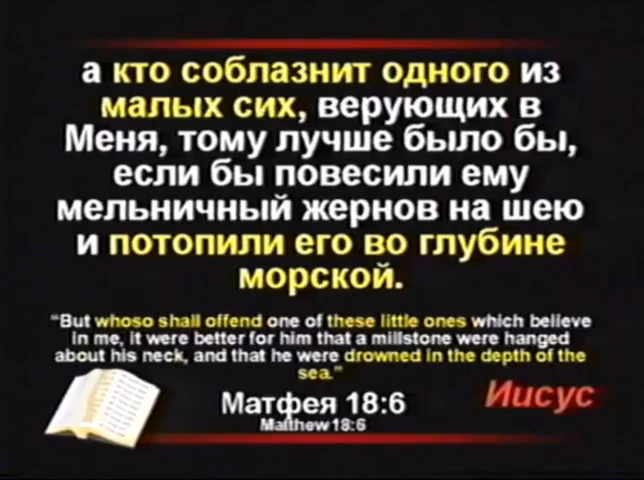 а кто соблазнит одного из
малых сих, верующих в
Меня, тому лучше было бы,
если бы повесили ему
мельничный жернов на шею
и потопили его во глубине
морской.
"But whoso shall offend one of these little ones which believe
in me, it were better for him that a millstone were hanged
about his neck, and that he were drowned in the depth of the
sea."
Матфея 18:6
Matthew 18:6
Иисус